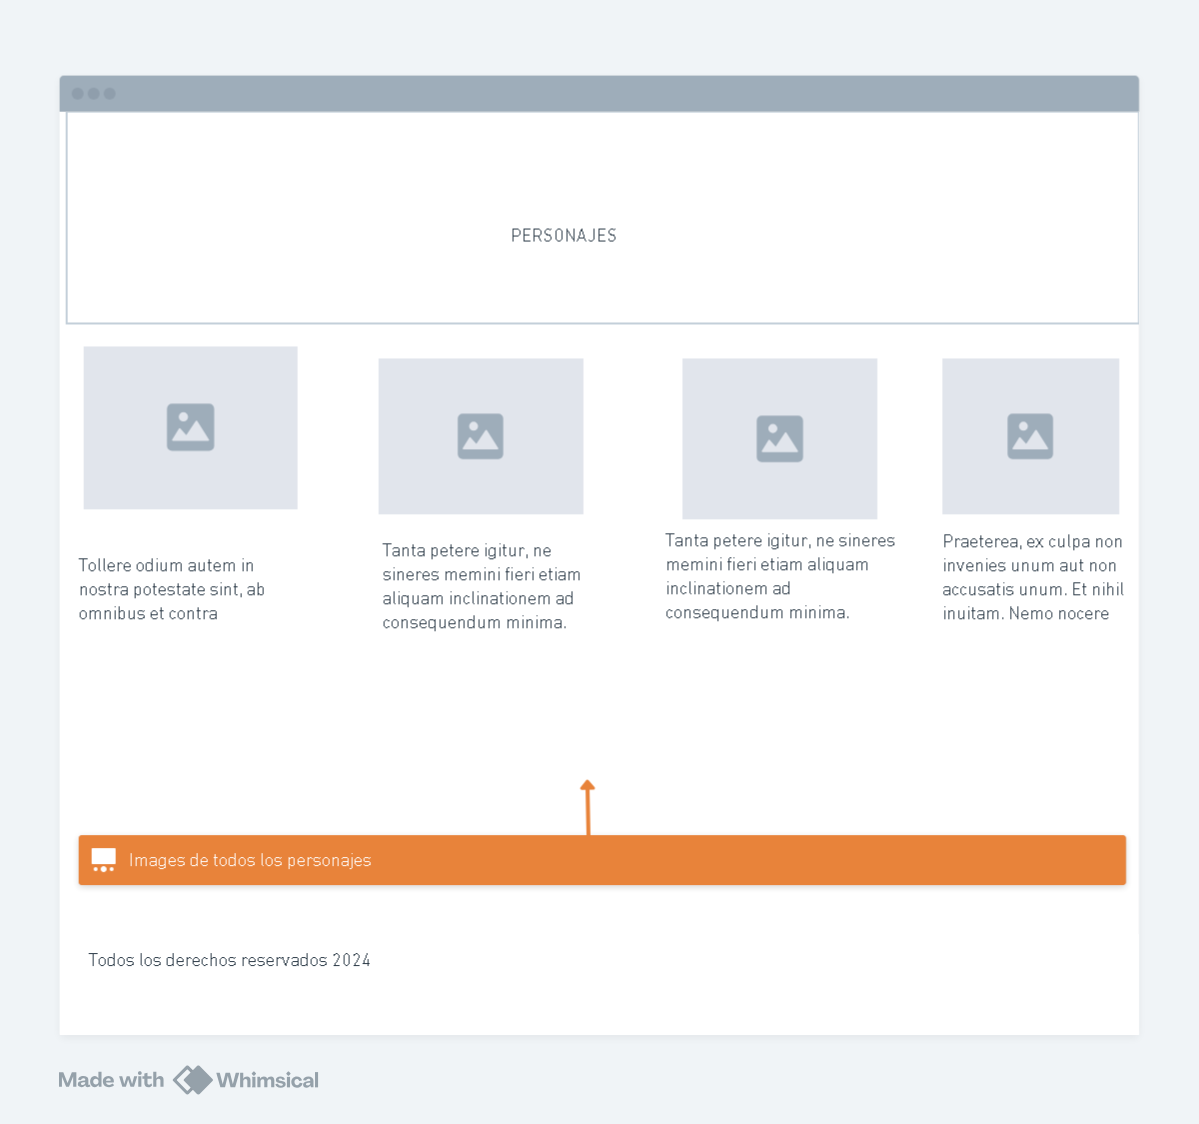 PERSONAJES
Tollere odium autem in
nostra potestate sint, ab
omnibus et contra
Tanta petere igitur, ne
sineres memini fieri etiam
aliquam inclinationem ad
consequendum minima.
Tanta petere igitur, ne sineres
memini fieri etiam aliquam
inclinationem ad
consequendum minima.
Praeterea, ex culpa non
invenies unum aut non
accusatis unum. Et nihil
inuitam. Nemo nocere
Images de todos los personajes
Todos los derechos reservados 2024
Made with Whimsical